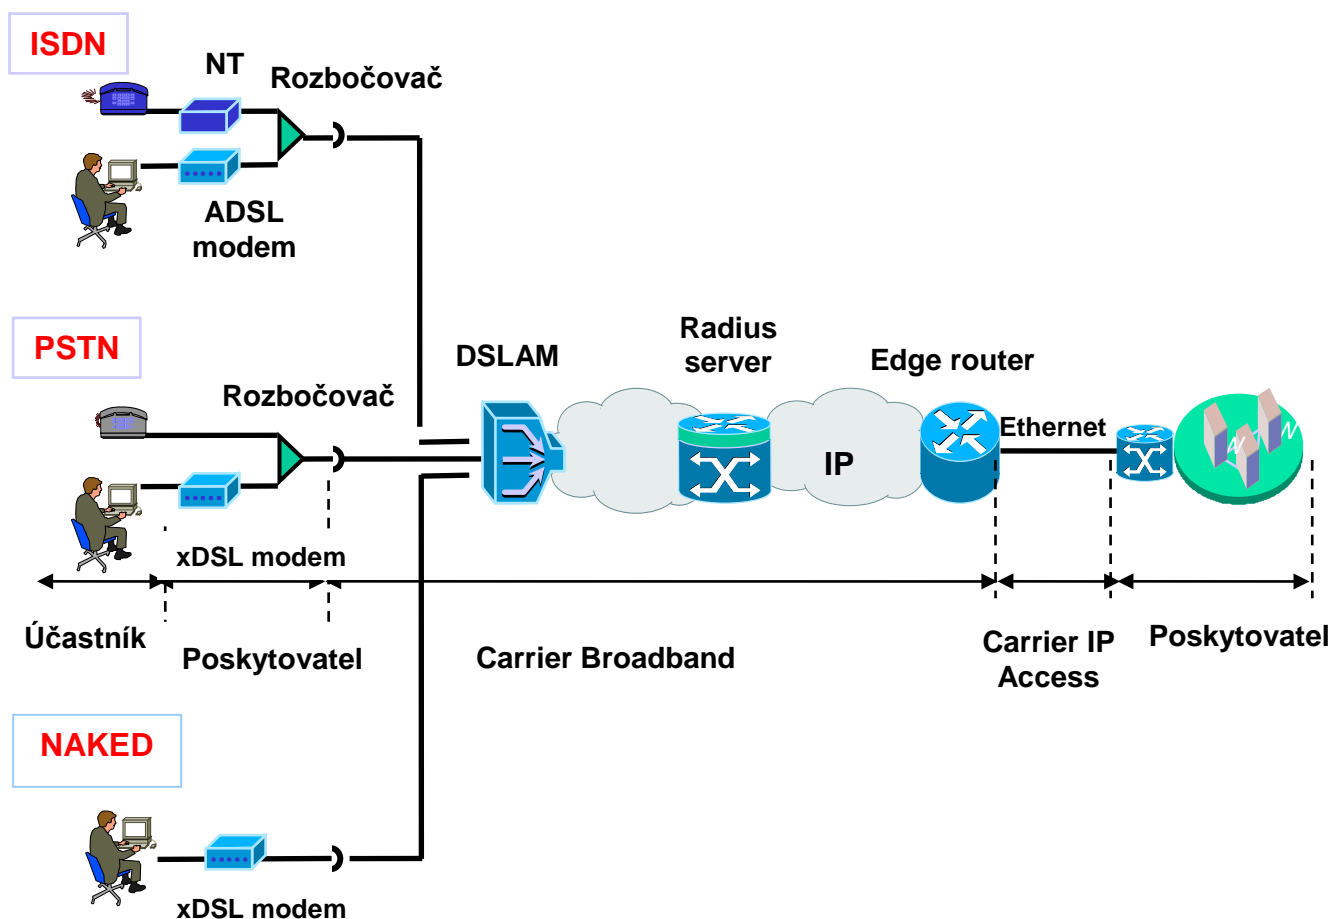 ISDN
NT
Rozbočovač
ADSL
modem
PSTN
Rozbočovač
DSLAM
Radius
server
Edge router
IP
Ethernet
xDSL modem
Účastník
Poskytovatel
Carrier Broadband
Carrier IP
Access
Poskytovatel
NAKED
xDSL modem